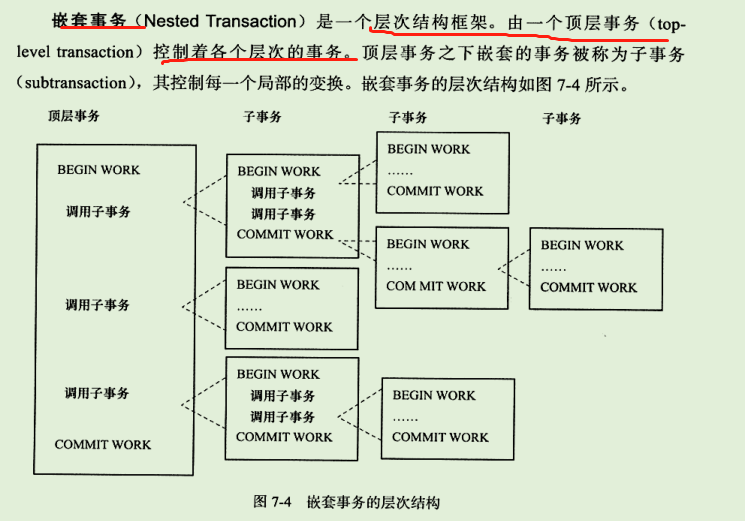 嵌套事务（Nested Transaction）是一个层次结构框架。由一个顶层事务（top-
level transaction）控制着各个层次的事务。顶层事务之下嵌套的事务被称为子事务
（subtransaction），其控制每一个局部的变换。嵌套事务的层次结构如图 7-4 所示。
顶层事务 子事务 子事务 子事务
BEGIN WORK
调用子事务
调用子事务
调用子事务
COMMIT WORK
BEGIN WORK
调用子事务
调用子事务
COMMIT WORK
BEGIN WORK
......
COMMIT WORK
BEGIN WORK
调用子事务
调用子事务
COMMIT WORK
BEGIN WORK
......
COMMIT WORK
BEGIN WORK
......
COM MIT WORK
BEGIN WORK
......
COMMIT WORK
BEGIN WORK
......
COMMIT WORK
图 7-4 嵌套事务的层次结构